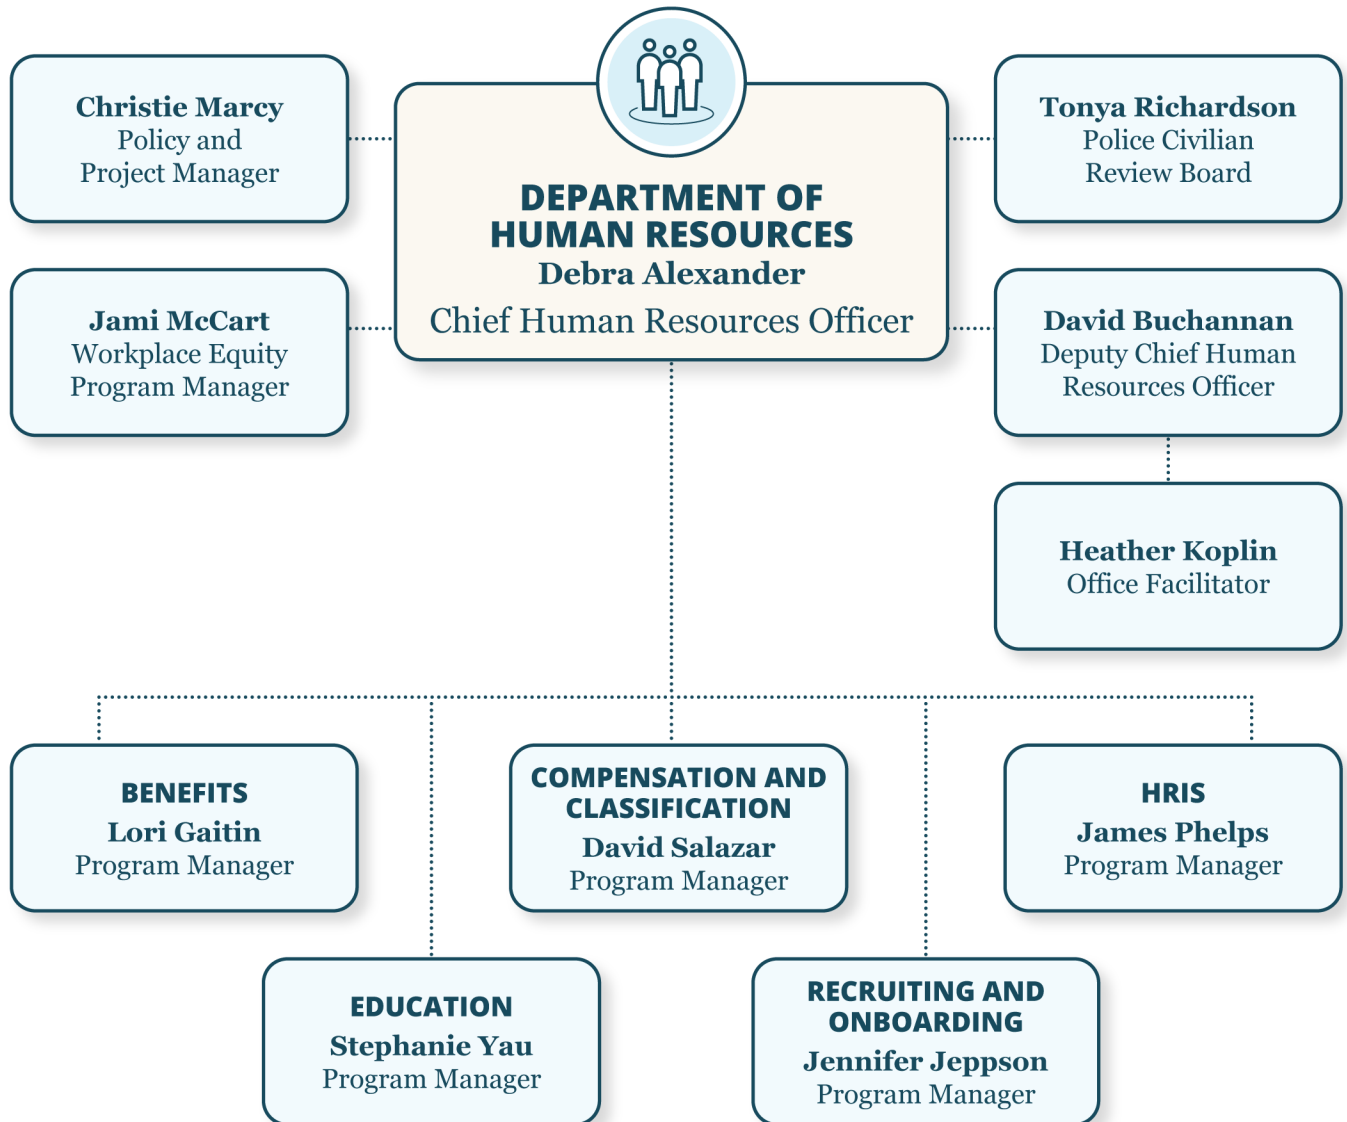 Christie Marcy
Policy and
Project Manager
DEPARTMENT OF
HUMAN RESOURCES
Debra Alexander
Chief Human Resources Officer
Tonya Richardson
Police Civilian
Review Board
Jami McCart
Workplace Equity
Program Manager
David Buchannan
Deputy Chief Human
Resources Officer
Heather Koplin
Office Facilitator
BENEFITS
Lori Gaitin
Program Manager
COMPENSATION AND
CLASSIFICATION
David Salazar
Program Manager
HRIS
James Phelps
Program Manager
EDUCATION
Stephanie Yau
Program Manager
RECRUITING AND
ONBOARDING
Jennifer Jeppson
Program Manager